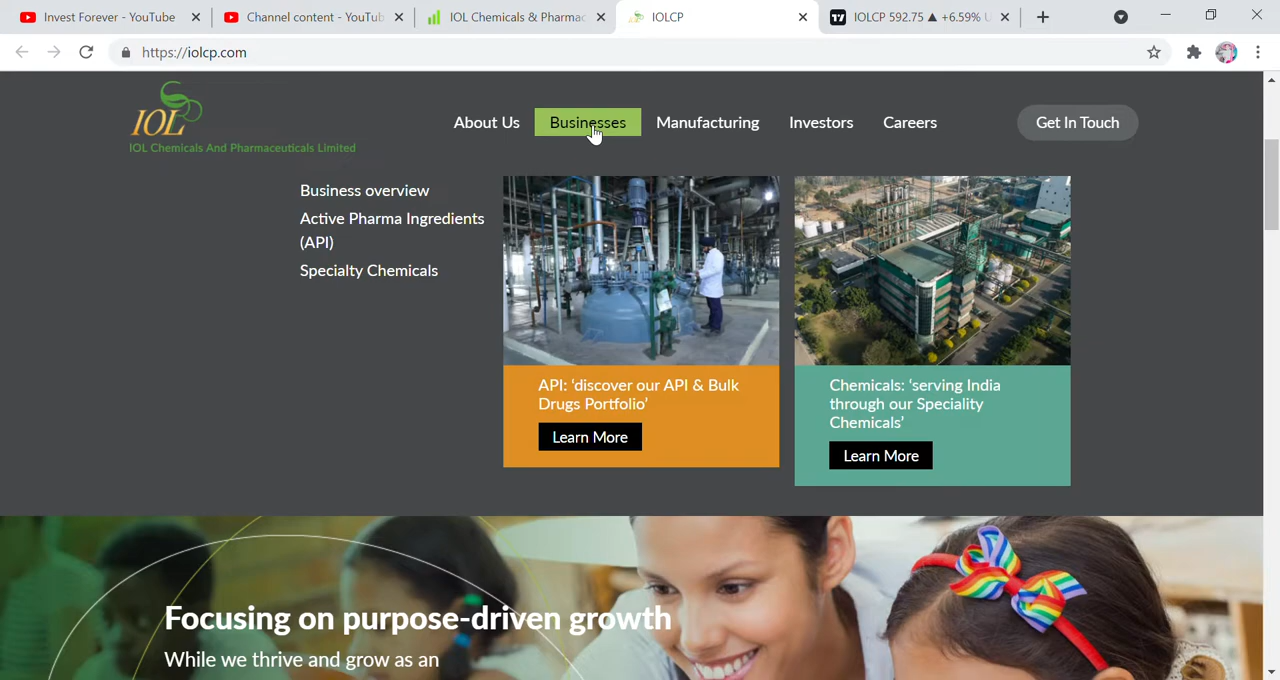 Invest Forever - YouTube
Channel content - YouTub
IOL Chemicals & Pharmac
IOLCP
IOLCP 592.75 ▲ +6.59% U
https://iolcp.com
IOL
IOL Chemicals And Pharmaceuticals Limited
About Us
Businesses
Manufacturing
Investors
Careers
Get In Touch
Business overview
Active Pharma Ingredients
(API)
Specialty Chemicals
API: 'discover our API & Bulk
Drugs Portfolio'
Learn More
Chemicals: 'serving India
through our Speciality
Chemicals'
Learn More
Focusing on purpose-driven growth
While we thrive and grow as an